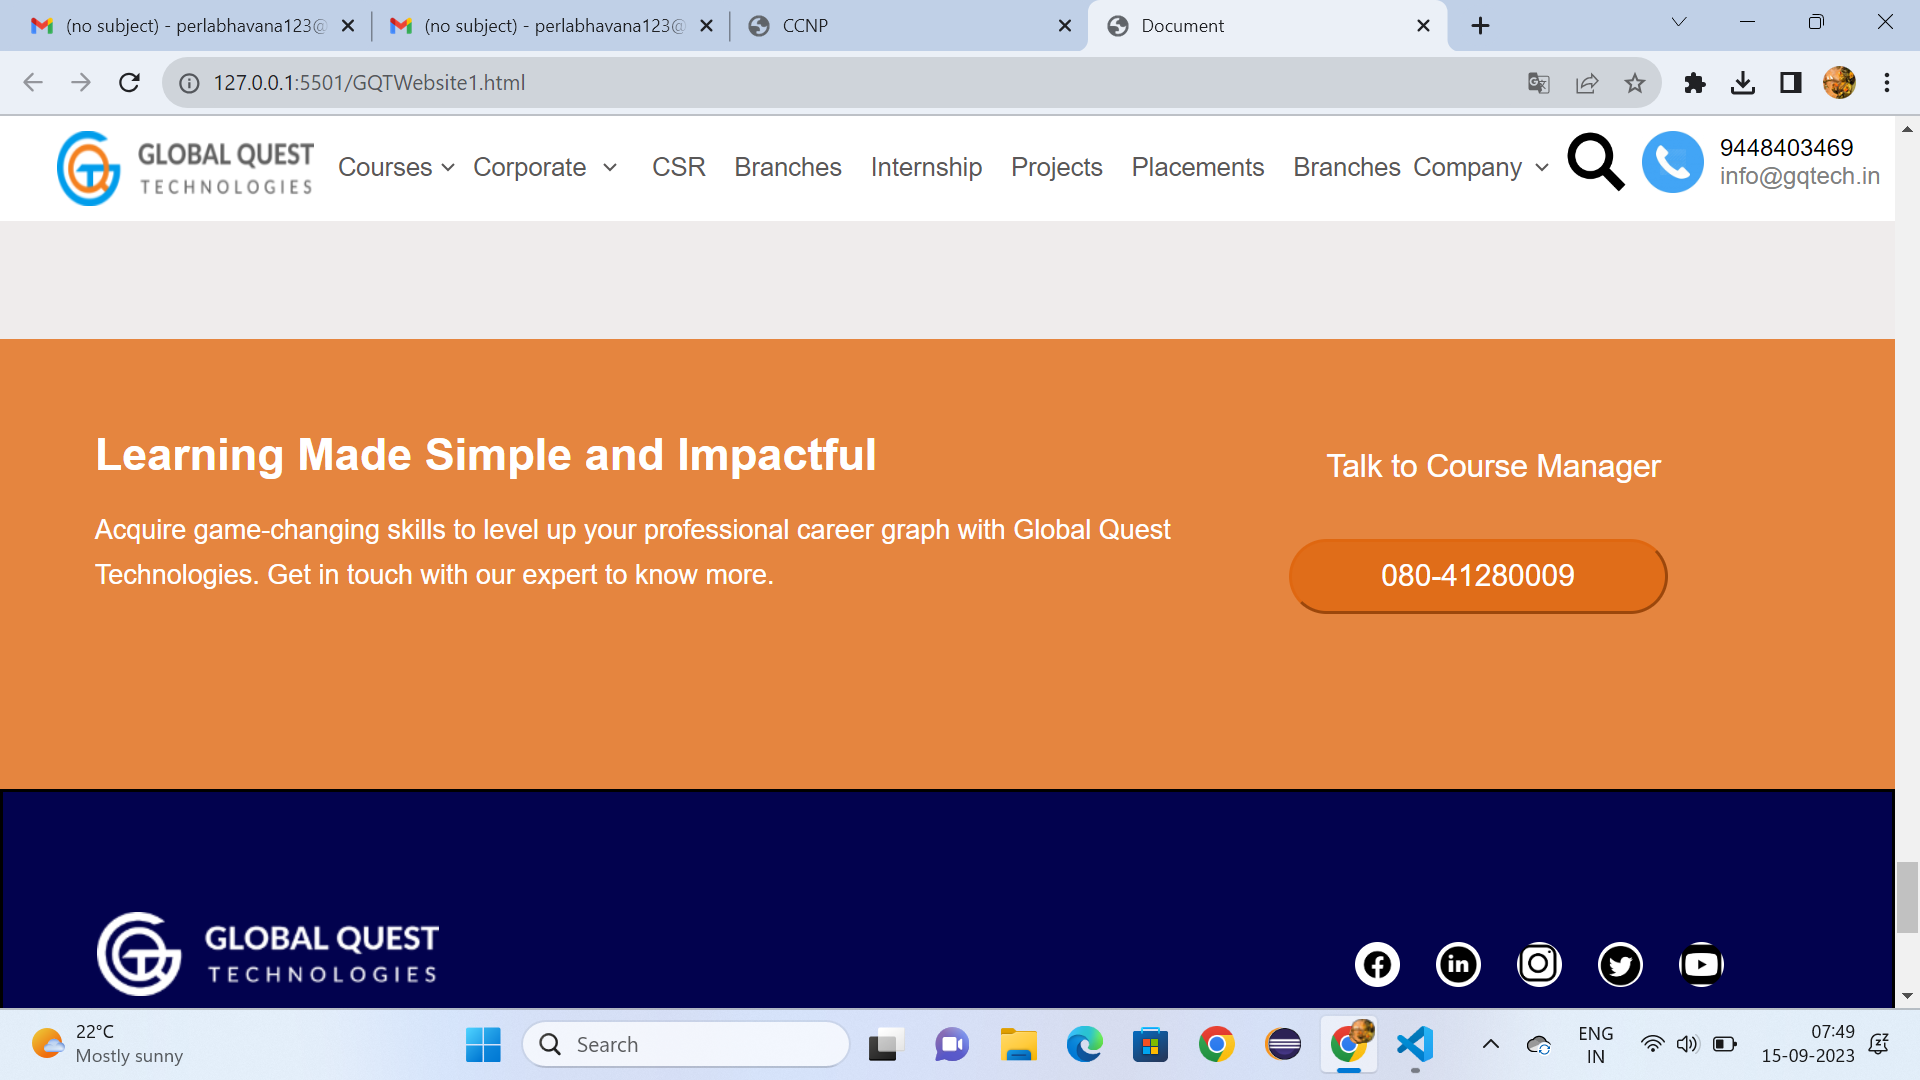 (no subject) - perlabhavana123@
(no subject) - perlabhavana123@
CCNP
Document
127.0.0.1:5501/GQTWebsite1.html
GLOBAL QUEST
TECHNOLOGIES
Courses
Corporate
CSR
Branches
Internship
Projects
Placements
Branches
Company
9448403469
info@gqtech.in
Learning Made Simple and Impactful
Acquire game-changing skills to level up your professional career graph with Global Quest
Technologies. Get in touch with our expert to know more.
Talk to Course Manager
080-41280009
GLOBAL QUEST
TECHNOLOGIES
22°C
Mostly sunny
Search
ENG
IN
07:49
15-09-2023